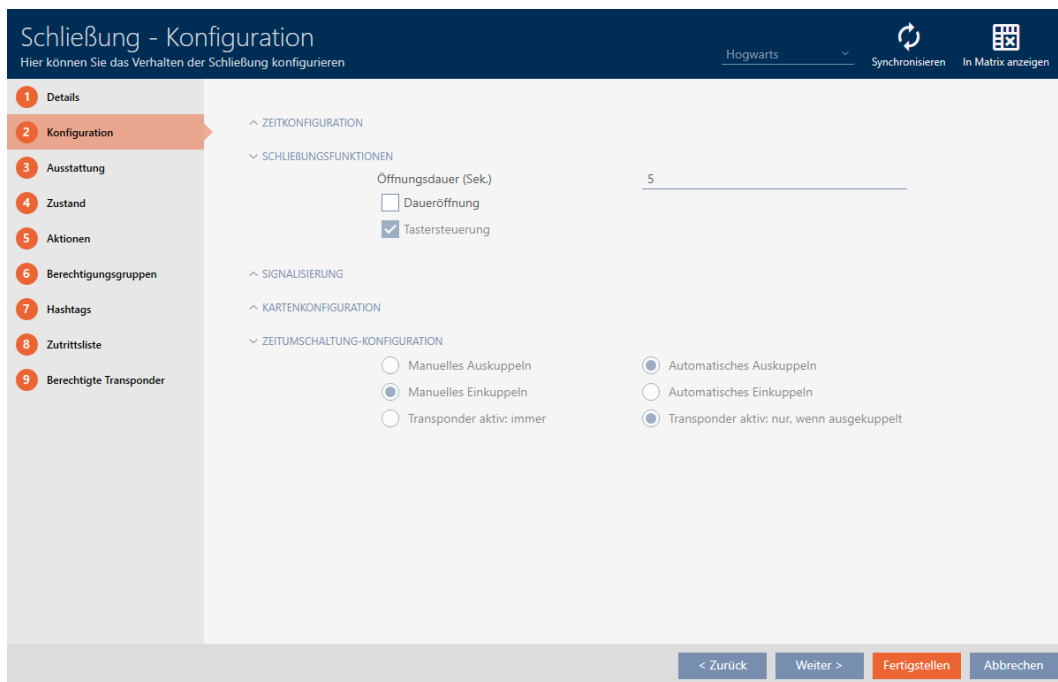 Schließung - Konfiguration
Hier können Sie das Verhalten der Schließung konfigurieren
Hogwarts
Synchronisieren
In Matrix anzeigen
1 Details
2 Konfiguration
3 Ausstattung
4 Zustand
5 Aktionen
6 Berechtigungsgruppen
7 Hashtags
8 Zutrittsliste
9 Berechtigte Transponder
ZEITKONFIGURATION
SCHLIEßUNGSFUNKTIONEN
Öffnungsdauer (Sek.) 5
Daueröffnung
Tastersteuerung
SIGNALISIERUNG
KARTENKONFIGURATION
ZEITUMSCHALTUNG-KONFIGURATION
Manuelles Auskuppeln Automatisches Auskuppeln
Manuelles Einkuppeln Automatisches Einkuppeln
Transponder aktiv: immer Transponder aktiv: nur, wenn ausgekuppelt
< Zurück Weiter > Fertigstellen Abbrechen